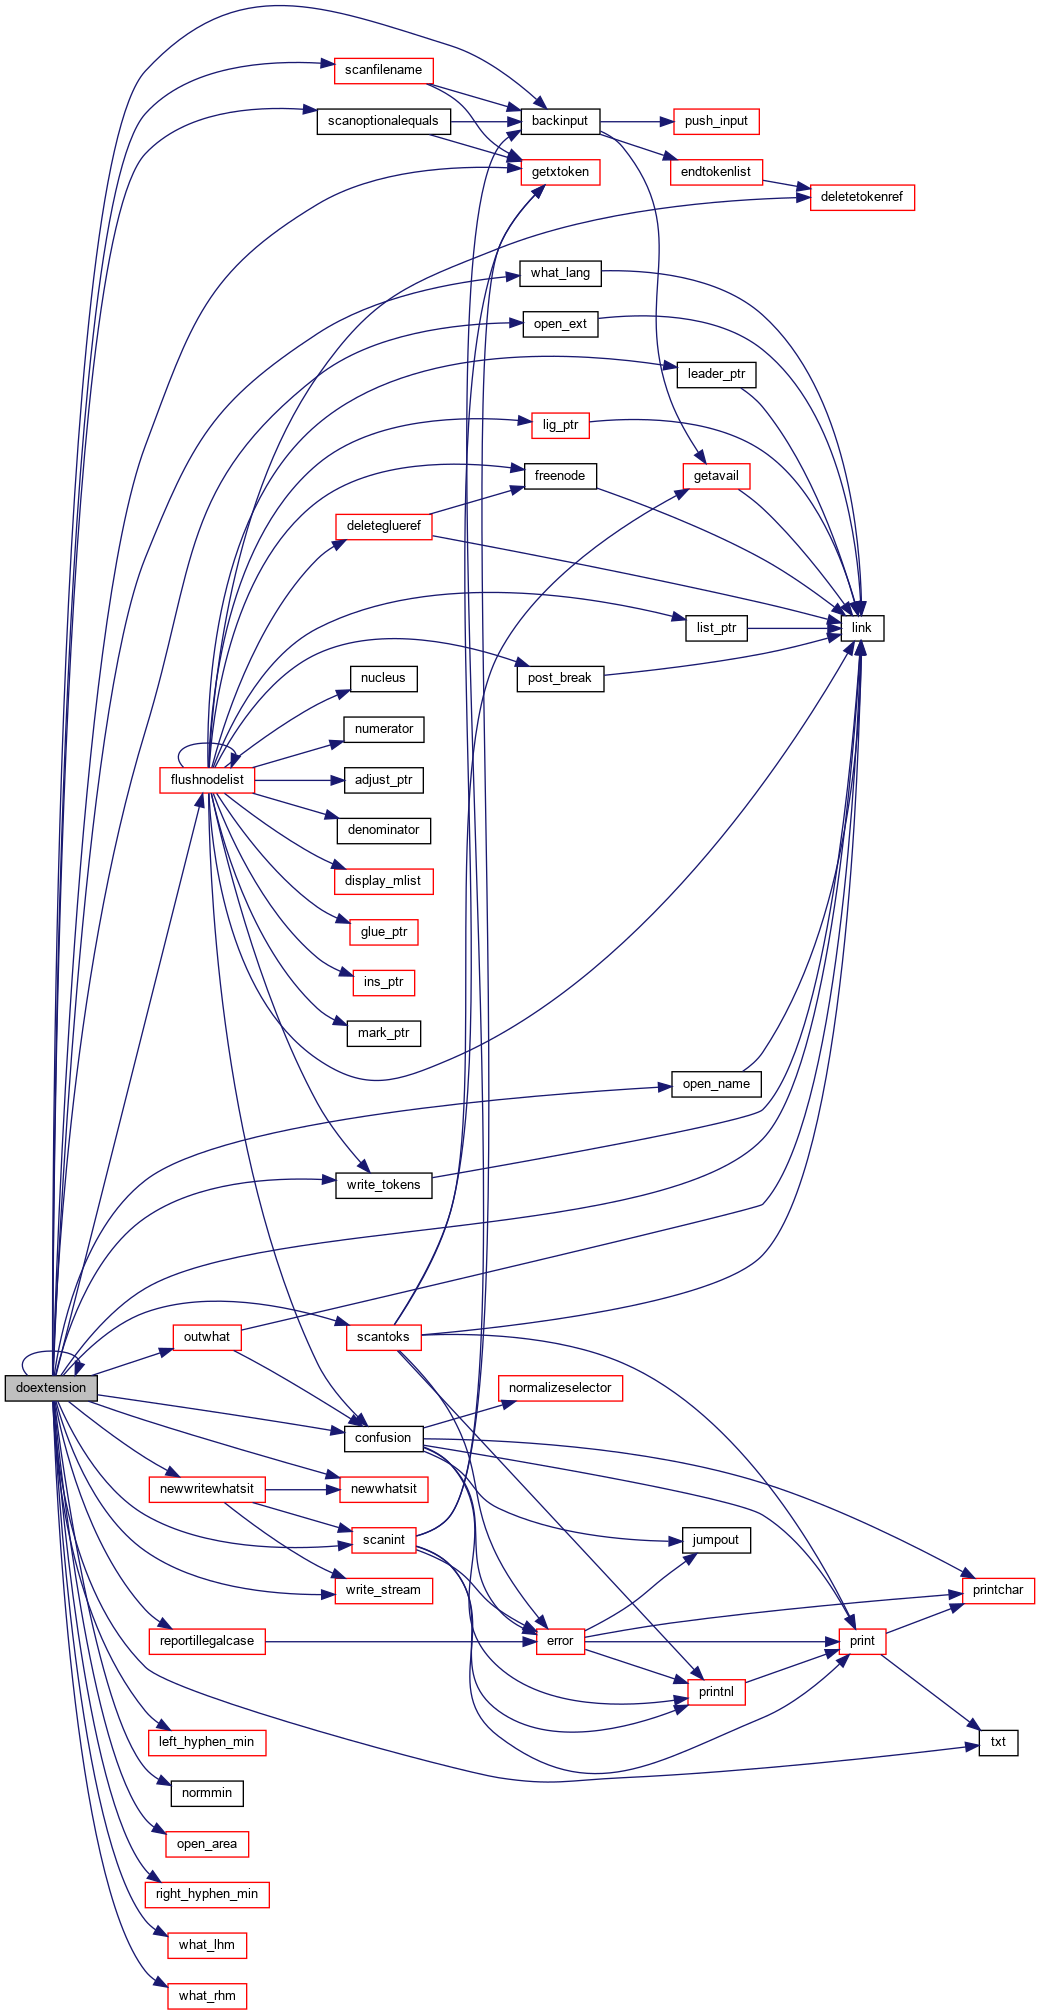 scanfilename
scanoptionalequals
backinput
push_input
getxtoken
endtokenlist
deletetokenref
what_lang
open_ext
leader_ptr
lig_ptr
freenode
getavail
deleteglueref
list_ptr
link
post_break
nucleus
numerator
flushnodelist
adjust_ptr
denominator
display_mlist
glue_ptr
ins_ptr
mark_ptr
open_name
write_tokens
outwhat
scantoks
doextension
normalizeselector
confusion
newwritewhatsit
newwhatsit
scanint
jumpout
write_stream
printchar
reportillegalcase
error
print
printnl
left_hyphen_min
txt
normmin
open_area
right_hyphen_min
what_lhm
what_rhm